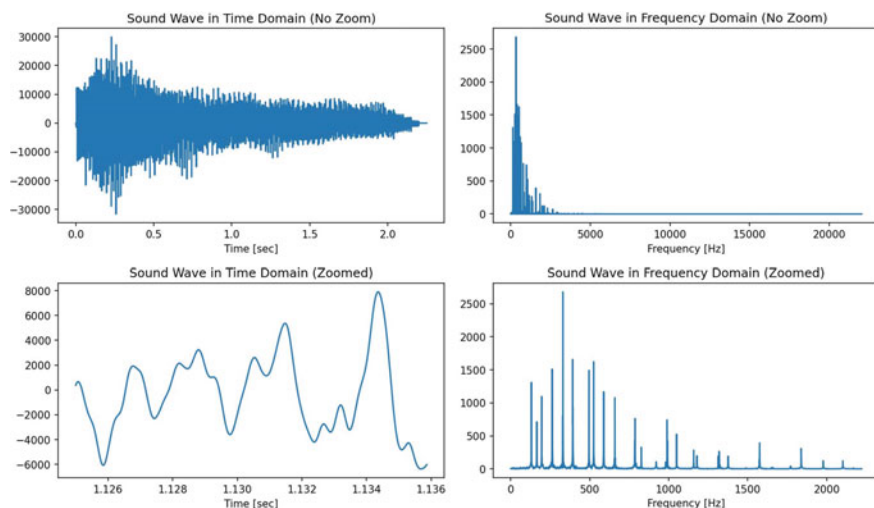 Sound Wave in Time Domain (No Zoom)
30000
20000
10000
0
−10000
−20000
−30000
0.0 0.5 1.0 1.5 2.0
Time [sec]
Sound Wave in Frequency Domain (No Zoom)
2500
2000
1500
1000
500
0
0 5000 10000 15000 20000
Frequency [Hz]
Sound Wave in Time Domain (Zoomed)
8000
6000
4000
2000
0
−2000
−4000
−6000
1.126 1.128 1.130 1.132 1.134 1.136
Time [sec]
Sound Wave in Frequency Domain (Zoomed)
2500
2000
1500
1000
500
0
0 500 1000 1500 2000
Frequency [Hz]